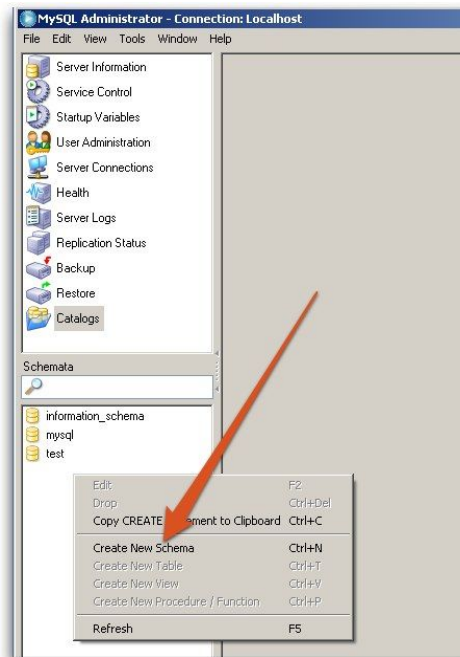 MySQL Administrator - Connection: Localhost
File Edit View Tools Window Help
Server Information
Service Control
Startup Variables
User Administration
Server Connections
Health
Server Logs
Replication Status
Backup
Restore
Catalogs
Schemata
information_schema
mysql
test
Edit F2
Drop Ctrl+Del
Copy CREATE to Clipboard Ctrl+C
Create New Schema Ctrl+N
Create New Table Ctrl+T
Create New View Ctrl+V
Create New Procedure / Function Ctrl+P
Refresh F5